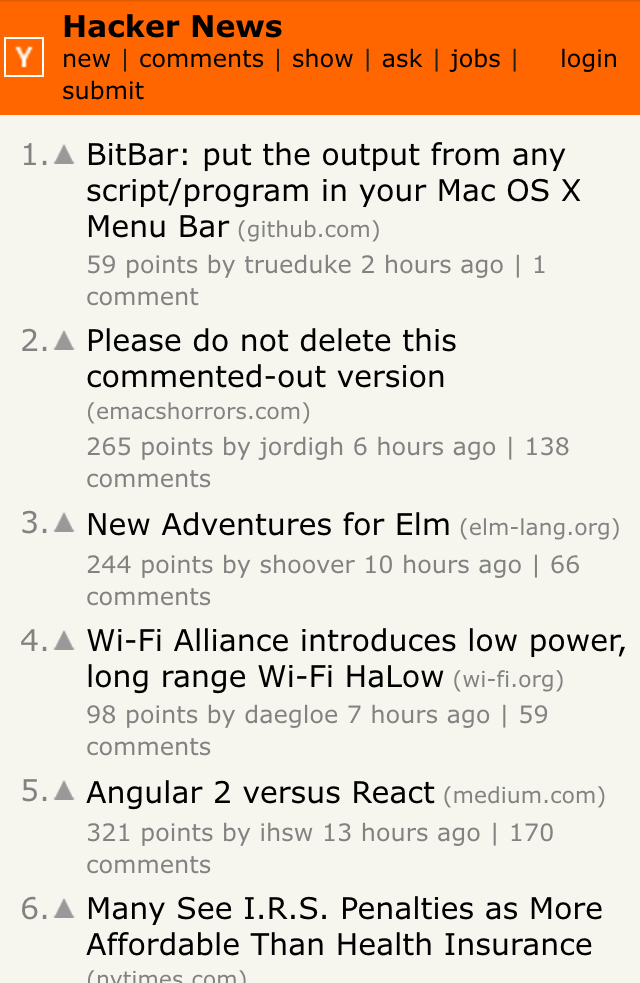 Hacker News
Y
new | comments | show | ask | jobs | login
submit
1. BitBar: put the output from any
script/program in your Mac OS X
Menu Bar (github.com)
59 points by trueduke 2 hours ago | 1
comment
2. Please do not delete this
commented-out version
(emacshorrors.com)
265 points by jordigh 6 hours ago | 138
comments
3. New Adventures for Elm (elm-lang.org)
244 points by shoover 10 hours ago | 66
comments
4. Wi-Fi Alliance introduces low power,
long range Wi-Fi HaLow (wi-fi.org)
98 points by daegloe 7 hours ago | 59
comments
5. Angular 2 versus React (medium.com)
321 points by ihsw 13 hours ago | 170
comments
6. Many See I.R.S. Penalties as More
Affordable Than Health Insurance
(nytimes.com)